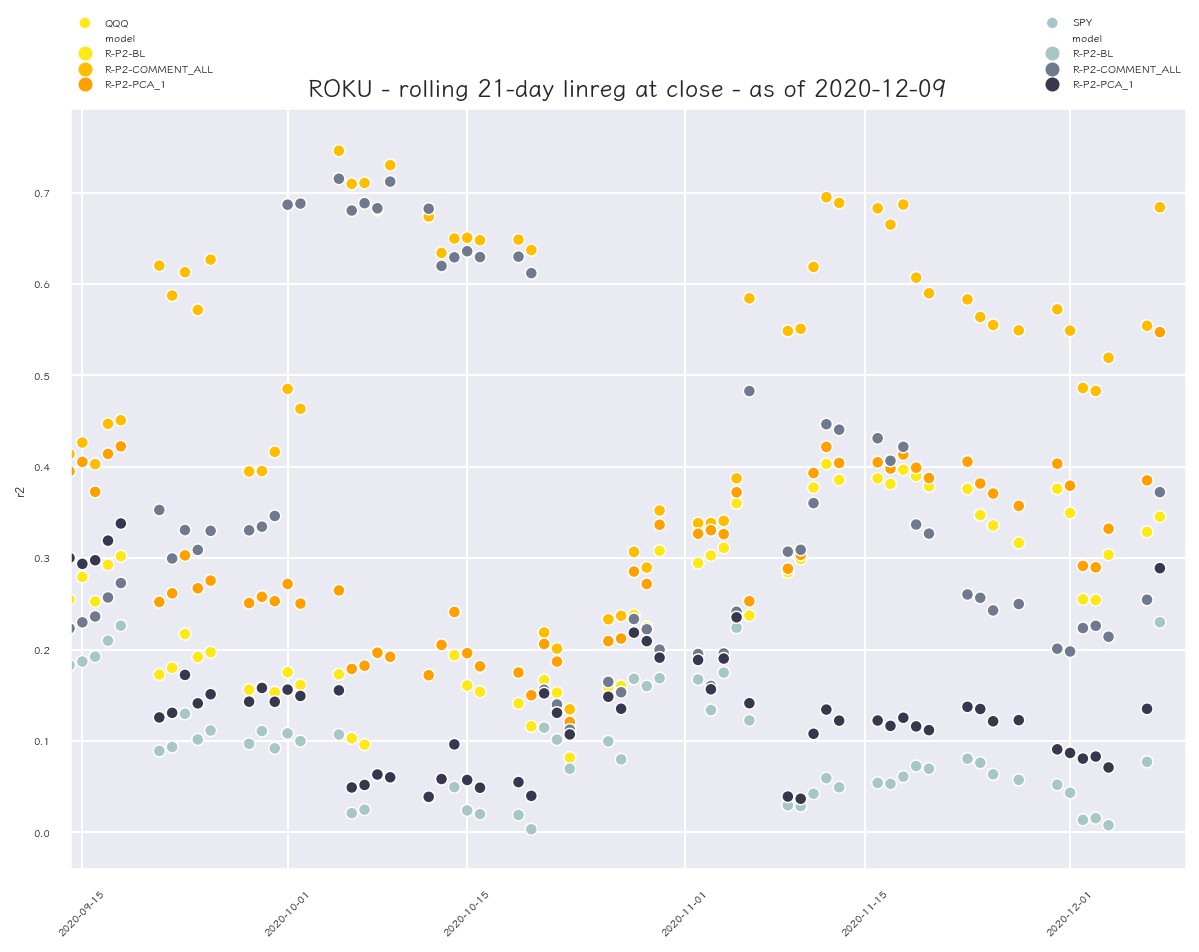 QQQ
model
R-P2-BL
R-P2-COMMENT_ALL
R-P2-PCA_1
SPY
model
R-P2-BL
R-P2-COMMENT_ALL
R-P2-PCA_1
ROKU - rolling 21-day linreg at close - as of 2020-12-09
r2
0.7
0.6
0.5
0.4
0.3
0.2
0.1
0.0
2020-09-15
2020-10-01
2020-10-15
2020-11-01
2020-11-15
2020-12-01